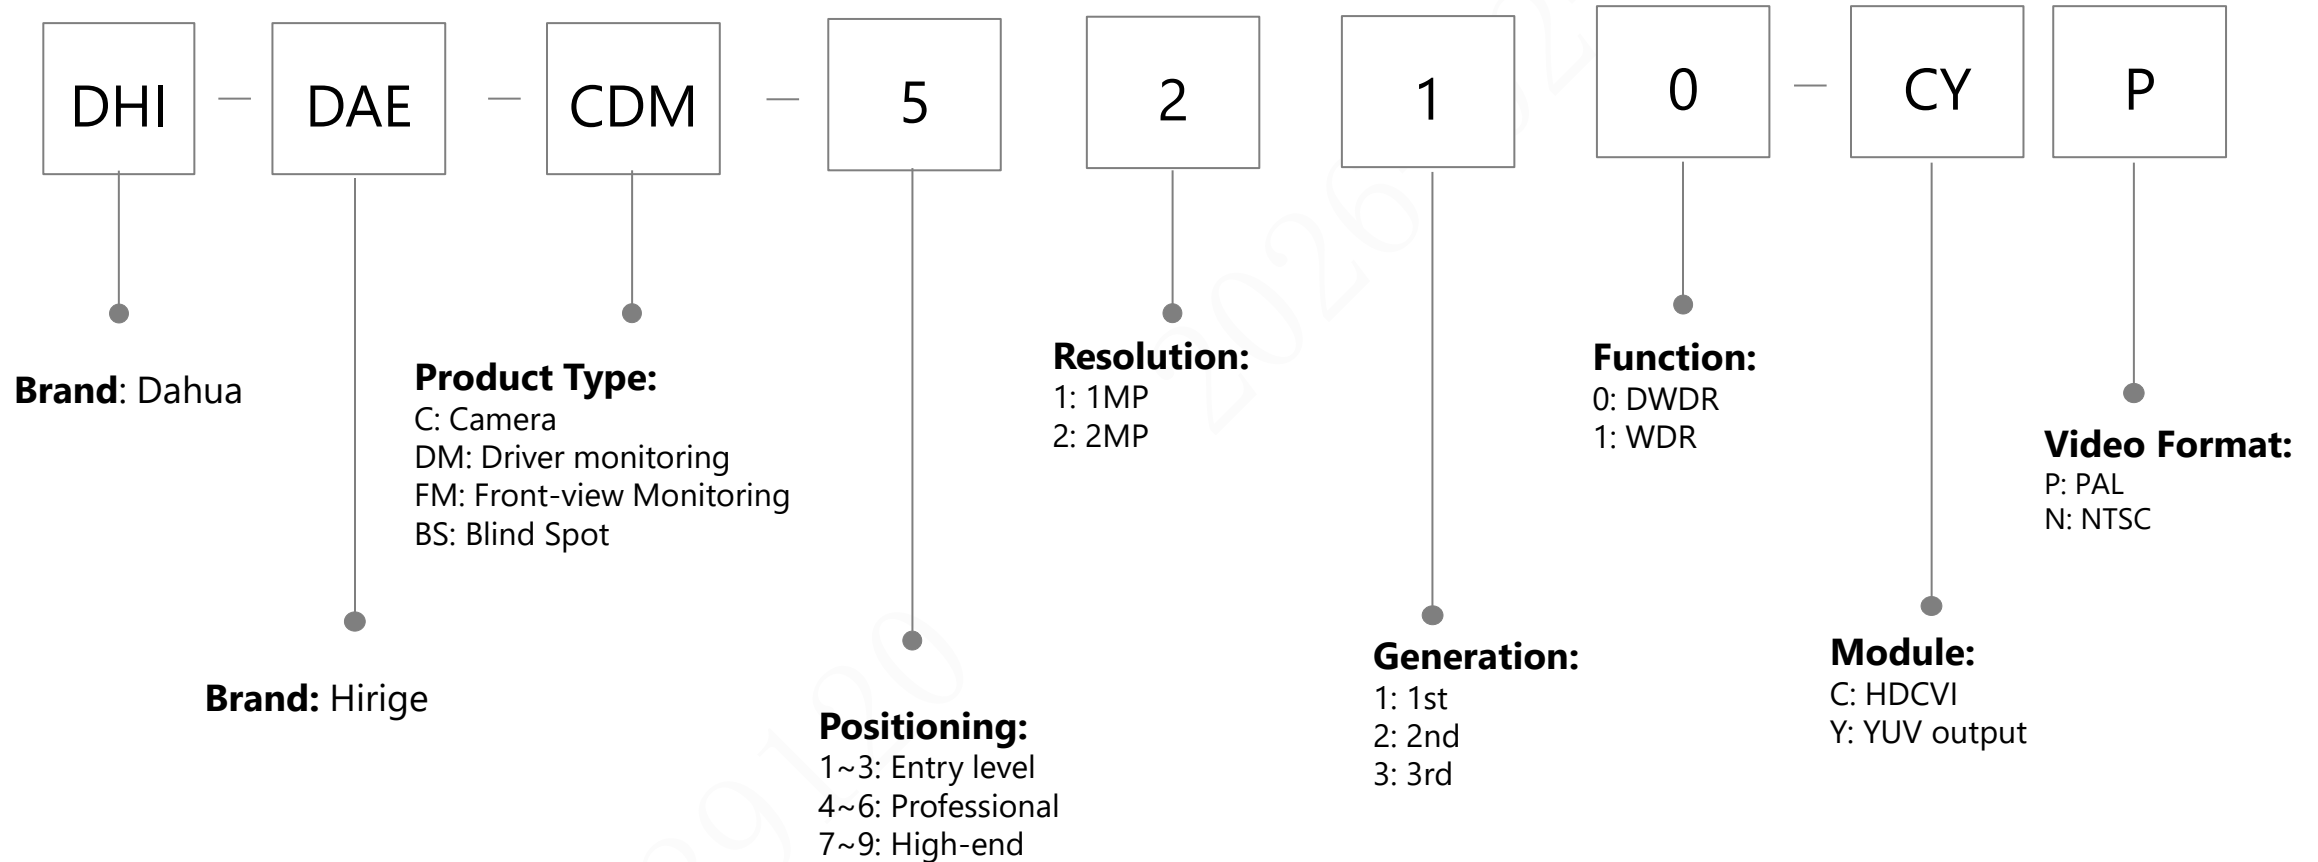 DHI — DAE — CDM — 5 2 1 0 — CY P
Brand: Dahua
Brand: Hirige
Product Type:
C: Camera
DM: Driver monitoring
FM: Front-view Monitoring
BS: Blind Spot
Positioning:
1~3: Entry level
4~6: Professional
7~9: High-end
Resolution:
1: 1MP
2: 2MP
Generation:
1: 1st
2: 2nd
3: 3rd
Function:
0: DWDR
1: WDR
Module:
C: HDCVI
Y: YUV output
Video Format:
P: PAL
N: NTSC